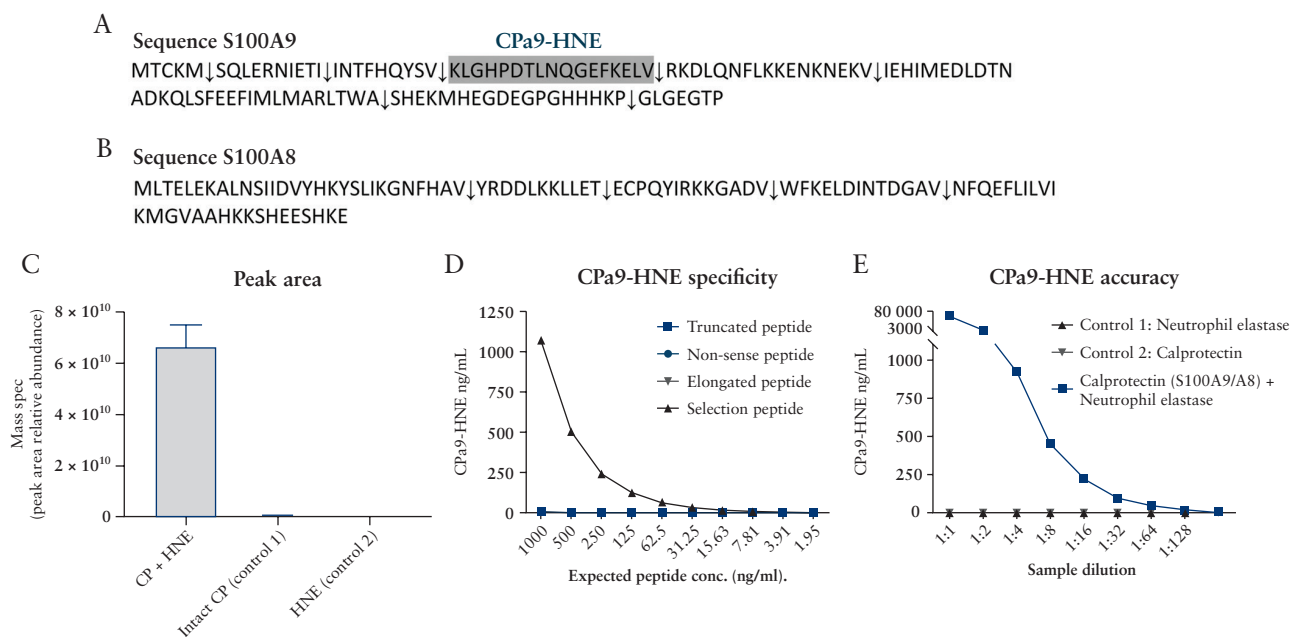 A
Sequence S100A9
CPa9-HNE
MTCKM↓SQLERNIETI↓INTFHQYSV↓KLGHPDTLNQGEFKELV↓RKDLQNFLKKENKNEKV↓IEHIMEDLDTN
ADKQLSFEEFIMLMARLTWA↓SHEKMHEGDEGPGHHHKP↓GLGEGTP
B
Sequence S100A8
MLTELEKALNSIIDVYHKYSLIKGNFHAV↓YRDDLKKLLET↓ECPQYIRKKGADV↓WFKELDINTDGAV↓NFQEFLILVI
KMGVAAHKKSHEESHKE
C
Peak area
Mass spec
(peak area relative abundance)
8 × 10¹⁰
6 × 10¹⁰
4 × 10¹⁰
2 × 10¹⁰
0
CP + HNE
Intact CP (control 1)
HNE (control 2)
D
CPa9-HNE specificity
CPa9-HNE ng/mL
1250
1000
750
500
250
0
Truncated peptide
Non-sense peptide
Elongated peptide
Selection peptide
1000
500
250
125
62.5
31.25
15.63
7.81
3.91
1.95
Expected peptide conc. (ng/ml).
E
CPa9-HNE accuracy
CPa9-HNE ng/mL
80 000
3000
1000
750
500
250
0
Control 1: Neutrophil elastase
Control 2: Calprotectin
Calprotectin (S100A9/A8) +
Neutrophil elastase
1:1
1:2
1:4
1:8
1:16
1:32
1:64
1:128
Sample dilution